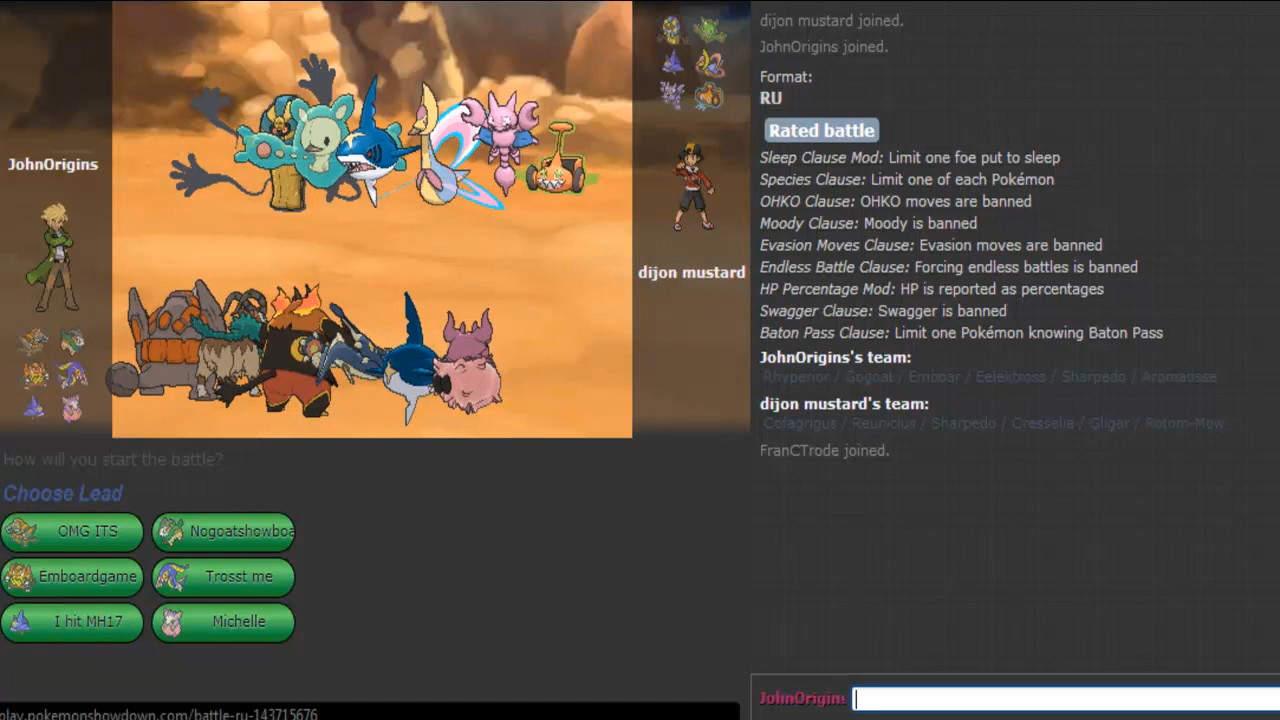 JohnOrigins
dijon mustard
How will you start the battle?
Choose Lead
OMG ITS
Nogoatshowboa
Emboardgame
Trosst me
I hit MH17
Michelle
play.pokemonshowdown.com/battle-ru-143715676
dijon mustard joined.
JohnOrigins joined.
Format:
RU
Rated battle
Sleep Clause Mod: Limit one foe put to sleep
Species Clause: Limit one of each Pokémon
OHKO Clause: OHKO moves are banned
Moody Clause: Moody is banned
Evasion Moves Clause: Evasion moves are banned
Endless Battle Clause: Forcing endless battles is banned
HP Percentage Mod: HP is reported as percentages
Swagger Clause: Swagger is banned
Baton Pass Clause: Limit one Pokémon knowing Baton Pass
JohnOrigins's team:
Rhyperior / Gogoat / Emboar / Eelektross / Sharpedo / Aromatisse
dijon mustard's team:
Cofagrigus / Reuniclus / Sharpedo / Cresselia / Gligar / Rotom-Mow
FranCTrode joined.
JohnOrigins